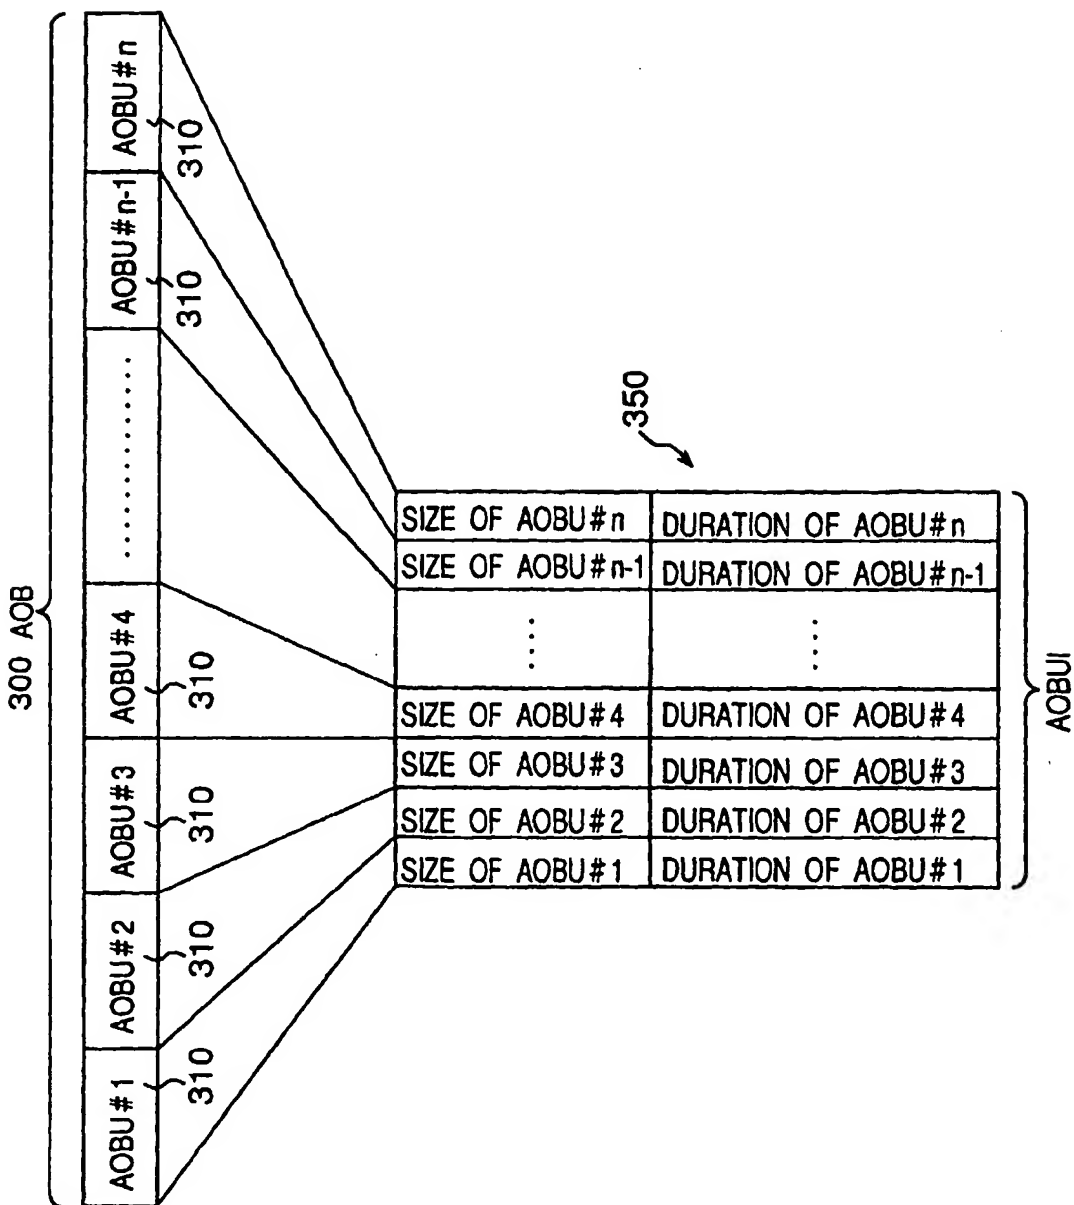 300 AOB
AOBU#1
310
AOBU#2
310
AOBU#3
310
AOBU#4
310
............
AOBU#n-1
310
AOBU#n
310
350
SIZE OF AOBU#n
DURATION OF AOBU#n
SIZE OF AOBU#n-1
DURATION OF AOBU#n-1
....
....
SIZE OF AOBU#4
DURATION OF AOBU#4
SIZE OF AOBU#3
DURATION OF AOBU#3
SIZE OF AOBU#2
DURATION OF AOBU#2
SIZE OF AOBU#1
DURATION OF AOBU#1
AOBUI